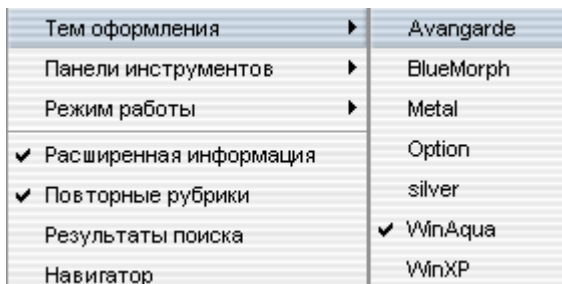 Тем оформления
Панели инструментов
Режим работы
Расширенная информация
Повторные рубрики
Результаты поиска
Навигатор
Avangarde
BlueMorph
Metal
Option
silver
WinAqua
WinXP